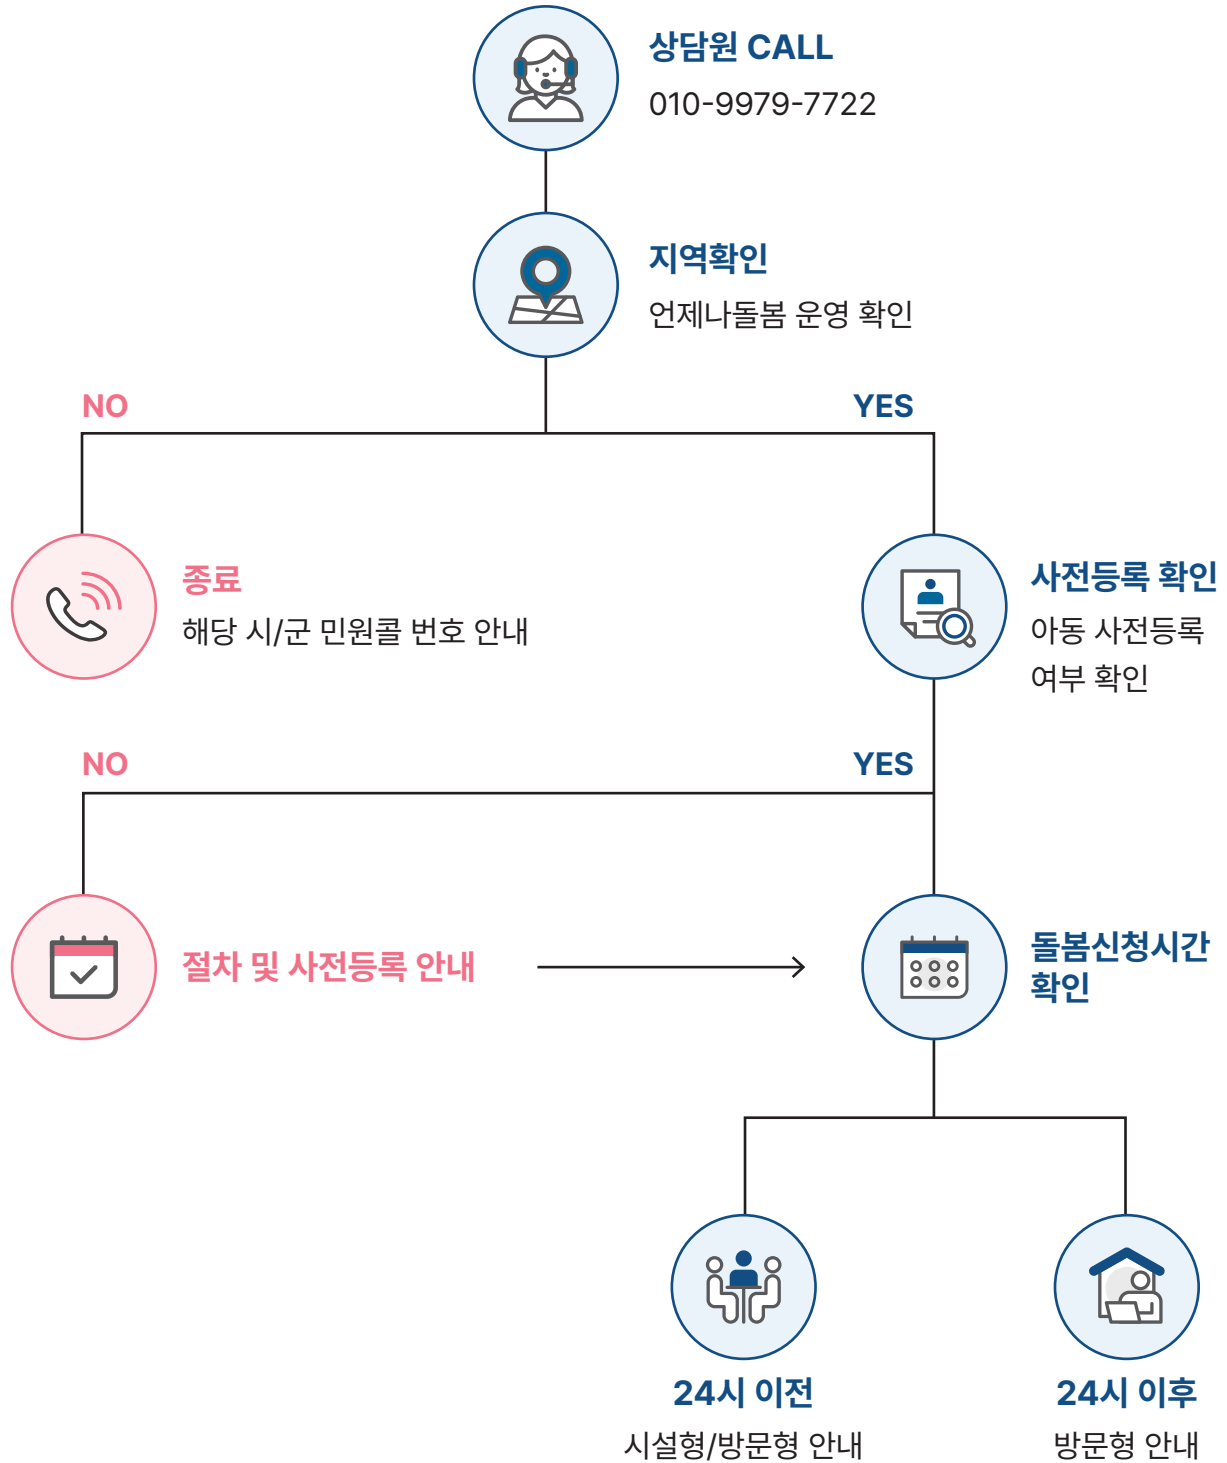 상담원 CALL
010-9979-7722
지역확인
언제나돌봄 운영 확인
NO
YES
종료
해당 시/군 민원콜 번호 안내
사전등록 확인
아동 사전등록
여부 확인
NO
YES
절차 및 사전등록 안내
돌봄신청시간
확인
24시 이전
시설형/방문형 안내
24시 이후
방문형 안내